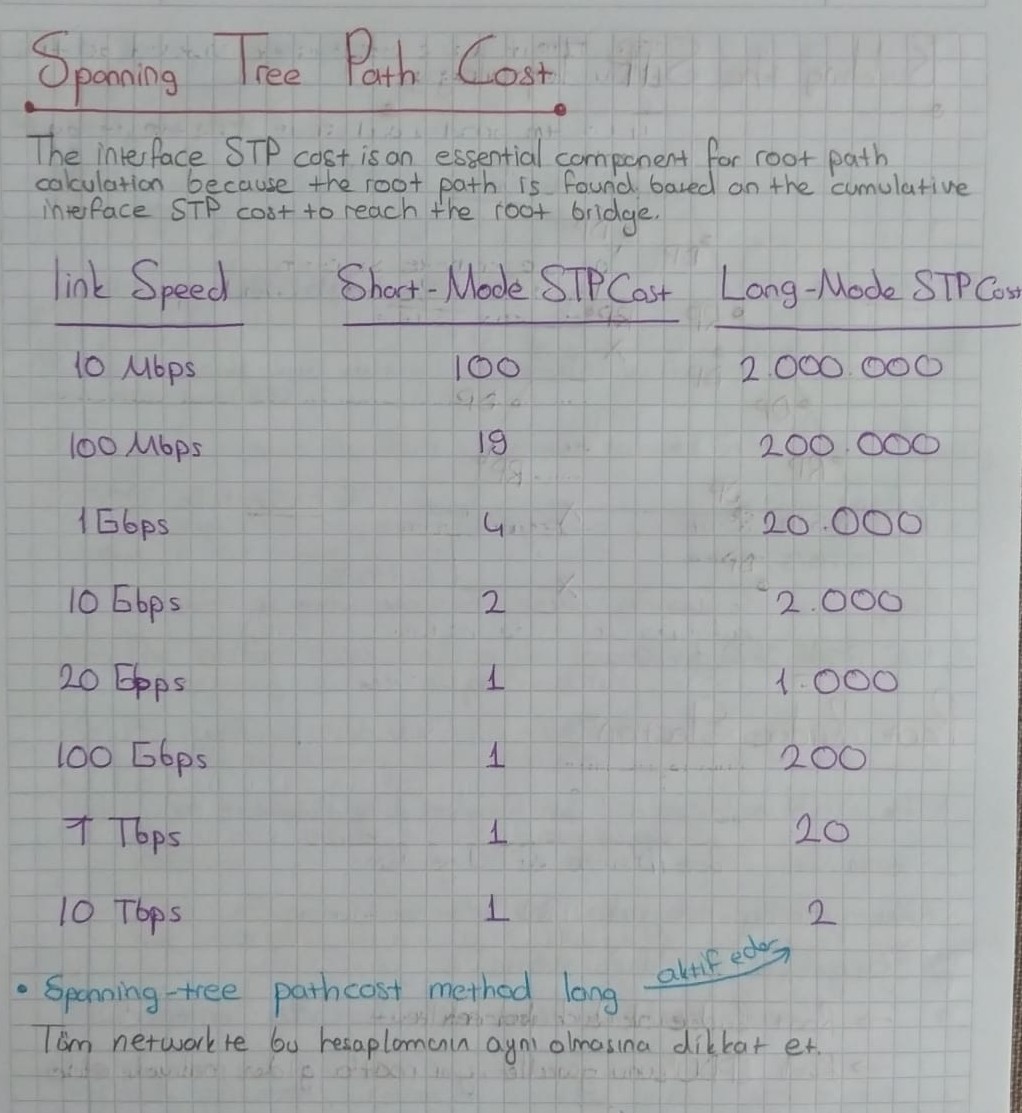 Spanning Tree Path Cost
The interface STP cost is an essential component for root path
calculation because the root path is found based on the cumulative
interface STP cost to reach the root bridge.
link Speed Short-Mode STP Cost Long-Mode STP Cost
10 Mbps 100 2.000.000
100 Mbps 19 200.000
1 Gbps 4 20.000
10 Gbps 2 2.000
20 Gbps 1 1.000
100 Gbps 1 200
1 Tbps 1 20
10 Tbps 1 2
• Spanning-tree pathcost method long aktif eder
Tüm networkte bu hesaplamanın aynı olmasına dikkat et.